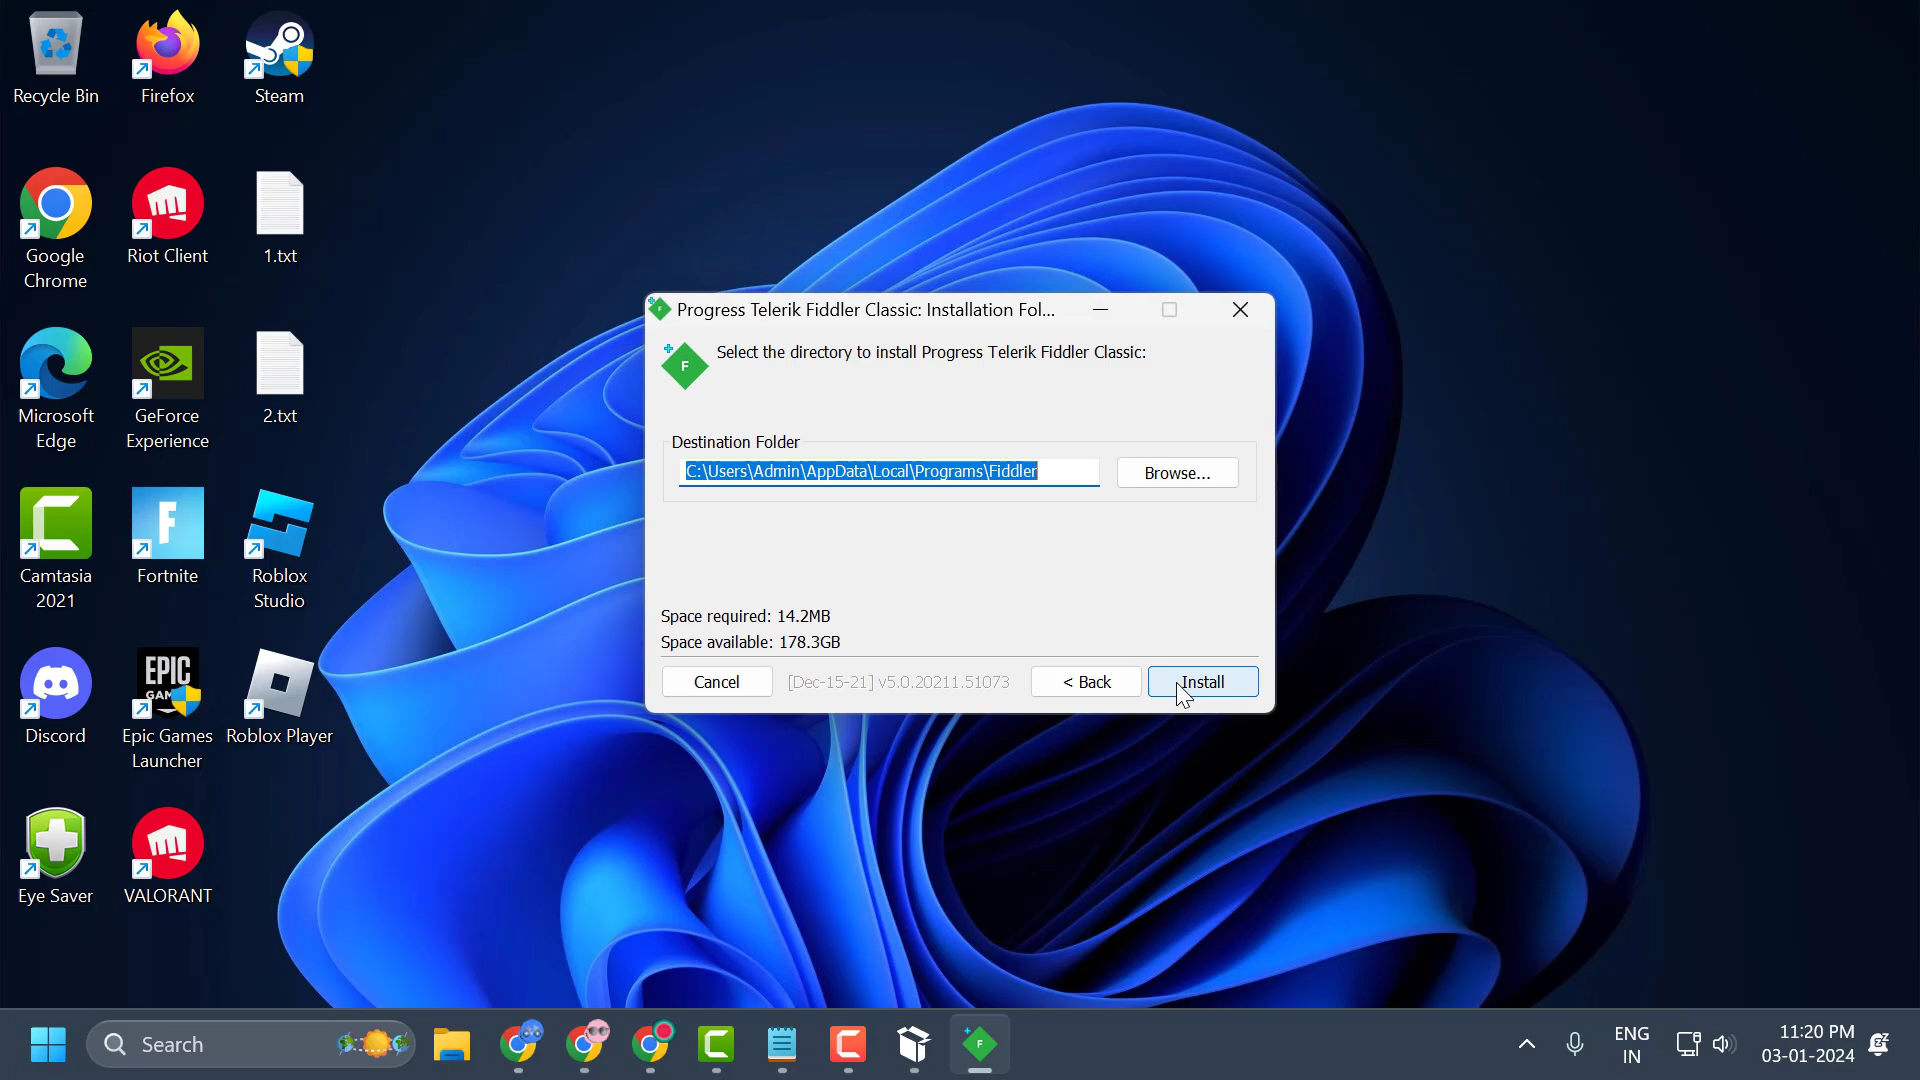 Recycle Bin
Firefox
Steam
Google
Chrome
Riot Client
1.txt
Microsoft
Edge
GeForce
Experience
2.txt
Camtasia
2021
F
Fortnite
Roblox
Studio
Discord
EPIC
GAMES
Epic Games
Launcher
Roblox Player
Eye Saver
VALORANT
Progress Telerik Fiddler Classic: Installation Fol...
F
Select the directory to install Progress Telerik Fiddler Classic:
Destination Folder
C:\Users\Admin\AppData\Local\Programs\Fiddler
Browse...
Space required: 14.2MB
Space available: 178.3GB
Cancel
[Dec-15-21] v5.0.20211.51073
< Back
Install
Search
F
ENG
IN
11:20 PM
03-01-2024